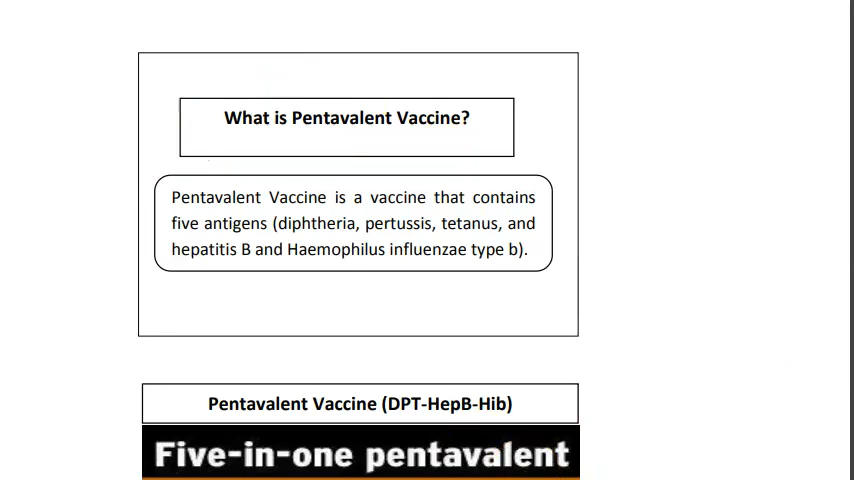 What is Pentavalent Vaccine?
Pentavalent Vaccine is a vaccine that contains
five antigens (diphtheria, pertussis, tetanus, and
hepatitis B and Haemophilus influenzae type b).
Pentavalent Vaccine (DPT-HepB-Hib)
Five-in-one pentavalent